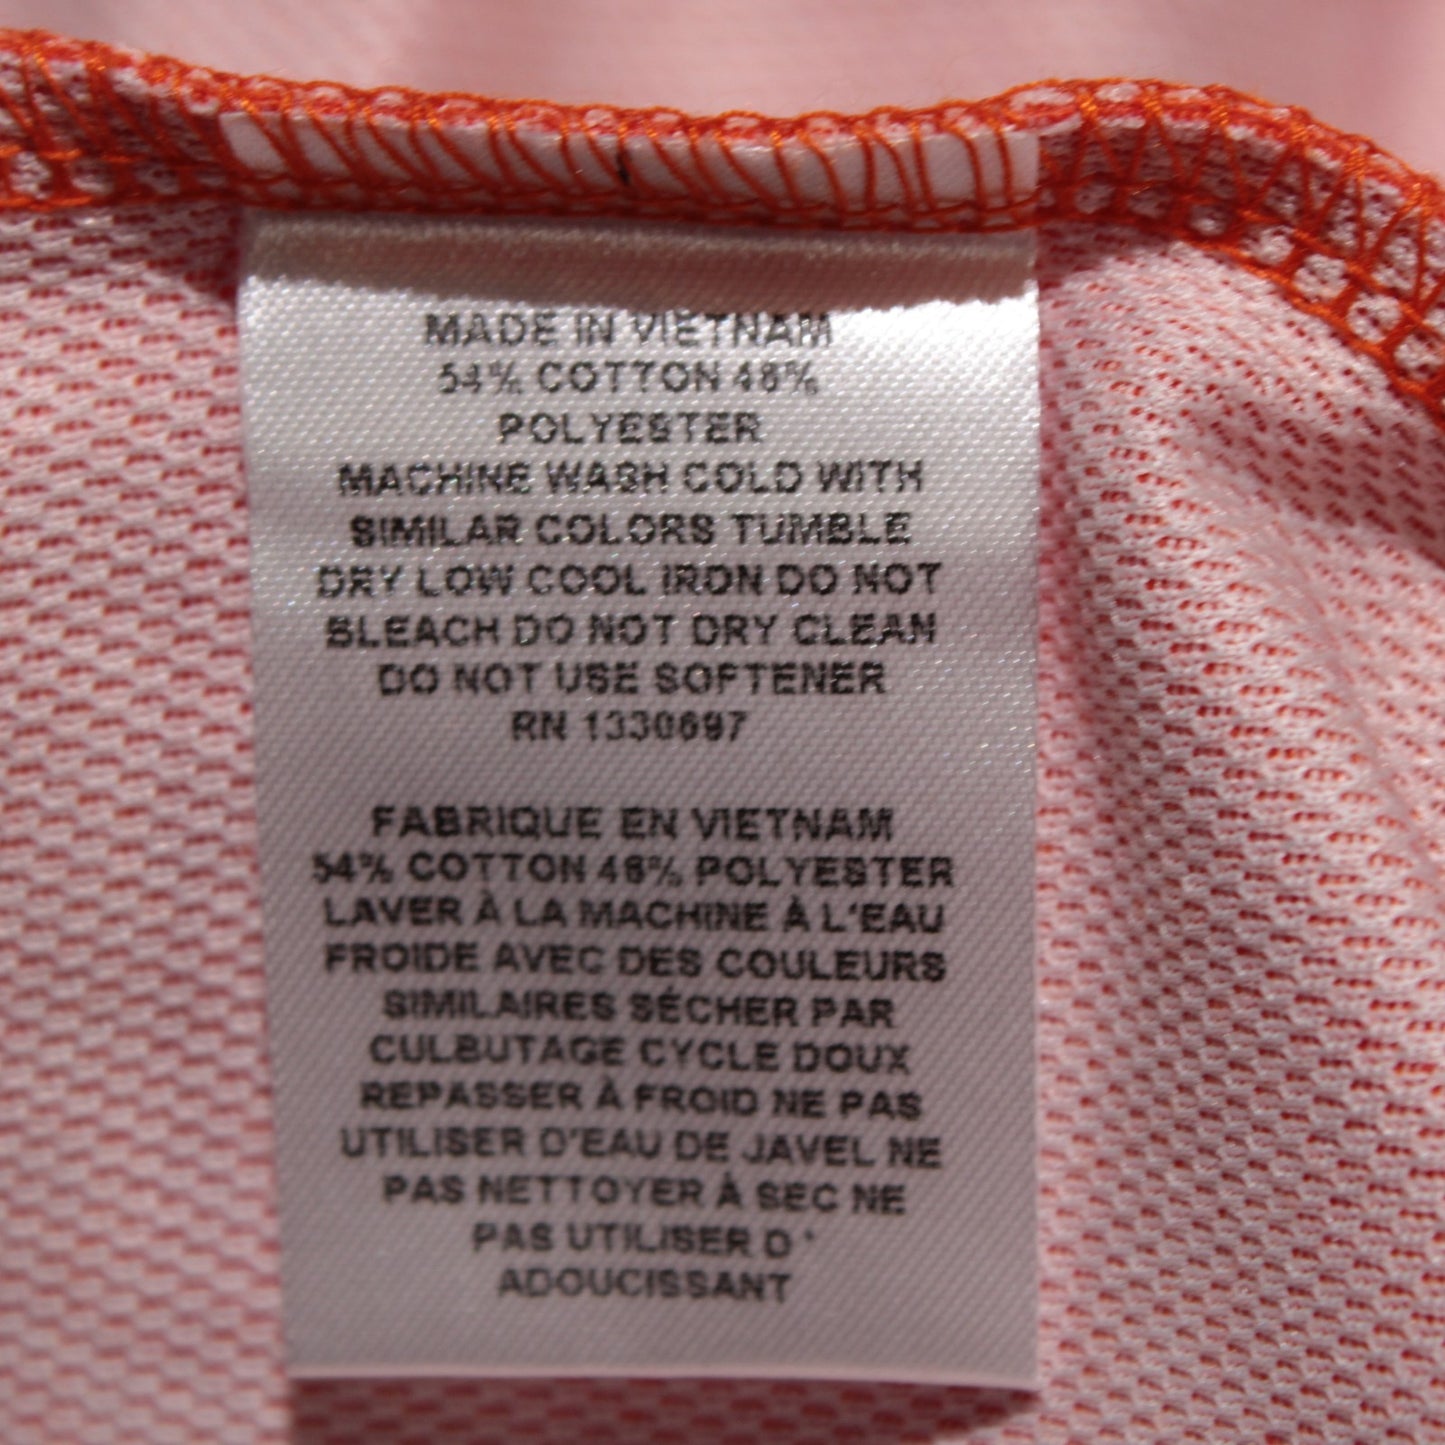 MADE IN VIETNAM
54% COTTON 46%
POLYESTER
MACHINE WASH COLD WITH
SIMILAR COLORS TUMBLE
DRY LOW COOL IRON DO NOT
BLEACH DO NOT DRY CLEAN
DO NOT USE SOFTENER
RN 1330697
FABRIQUE EN VIETNAM
54% COTTON 46% POLYESTER
LAVER À LA MACHINE À L'EAU
FROIDE AVEC DES COULEURS
SIMILAIRES SÉCHER PAR
CULBUTAGE CYCLE DOUX
REPASSER À FROID NE PAS
UTILISER D'EAU DE JAVEL NE
PAS NETTOYER À SEC NE
PAS UTILISER D'
ADOUCISSANT